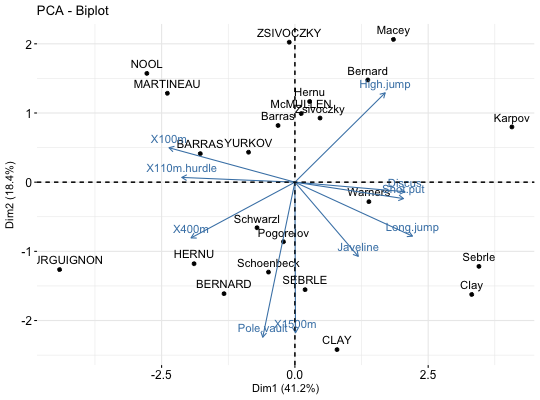 PCA - Biplot
ZSIVOCZKY
Macey
NOOL
MARTINEAU
Bernard
High.jump
Hernu
McMULLEN
Zsivoczky
Barras
Karpov
X100m
BARRAS
YURKOV
X110m.hurdle
Discus
Shot.put
Warners
Schwarzl
X400m
Pogorelov
Long.jump
Javeline
HERNU
Schoenbeck
Sebrle
URGUIGNON
BERNARD
SEBRLE
Clay
Pole.vault
X1500m
CLAY
2
1
0
-1
-2
-2.5
0.0
2.5
Dim1 (41.2%)
Dim2 (18.4%)